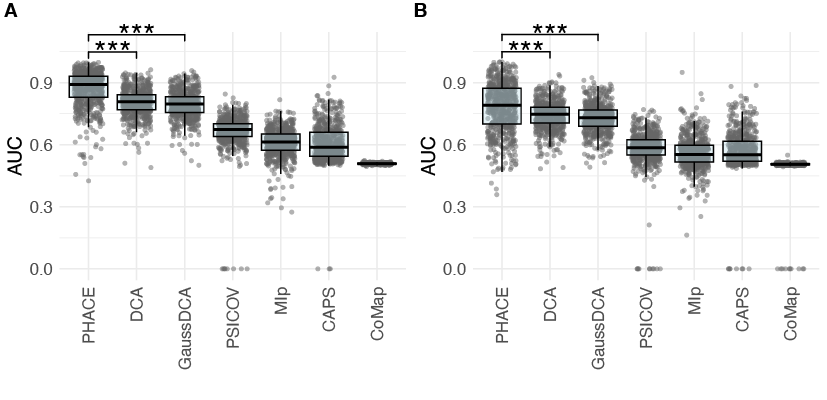 A
AUC
***
***
0.9
0.6
0.3
0.0
PHACE
DCA
GaussDCA
PSICOV
MIp
CAPS
CoMap
B
AUC
***
***
0.9
0.6
0.3
0.0
PHACE
DCA
GaussDCA
PSICOV
MIp
CAPS
CoMap